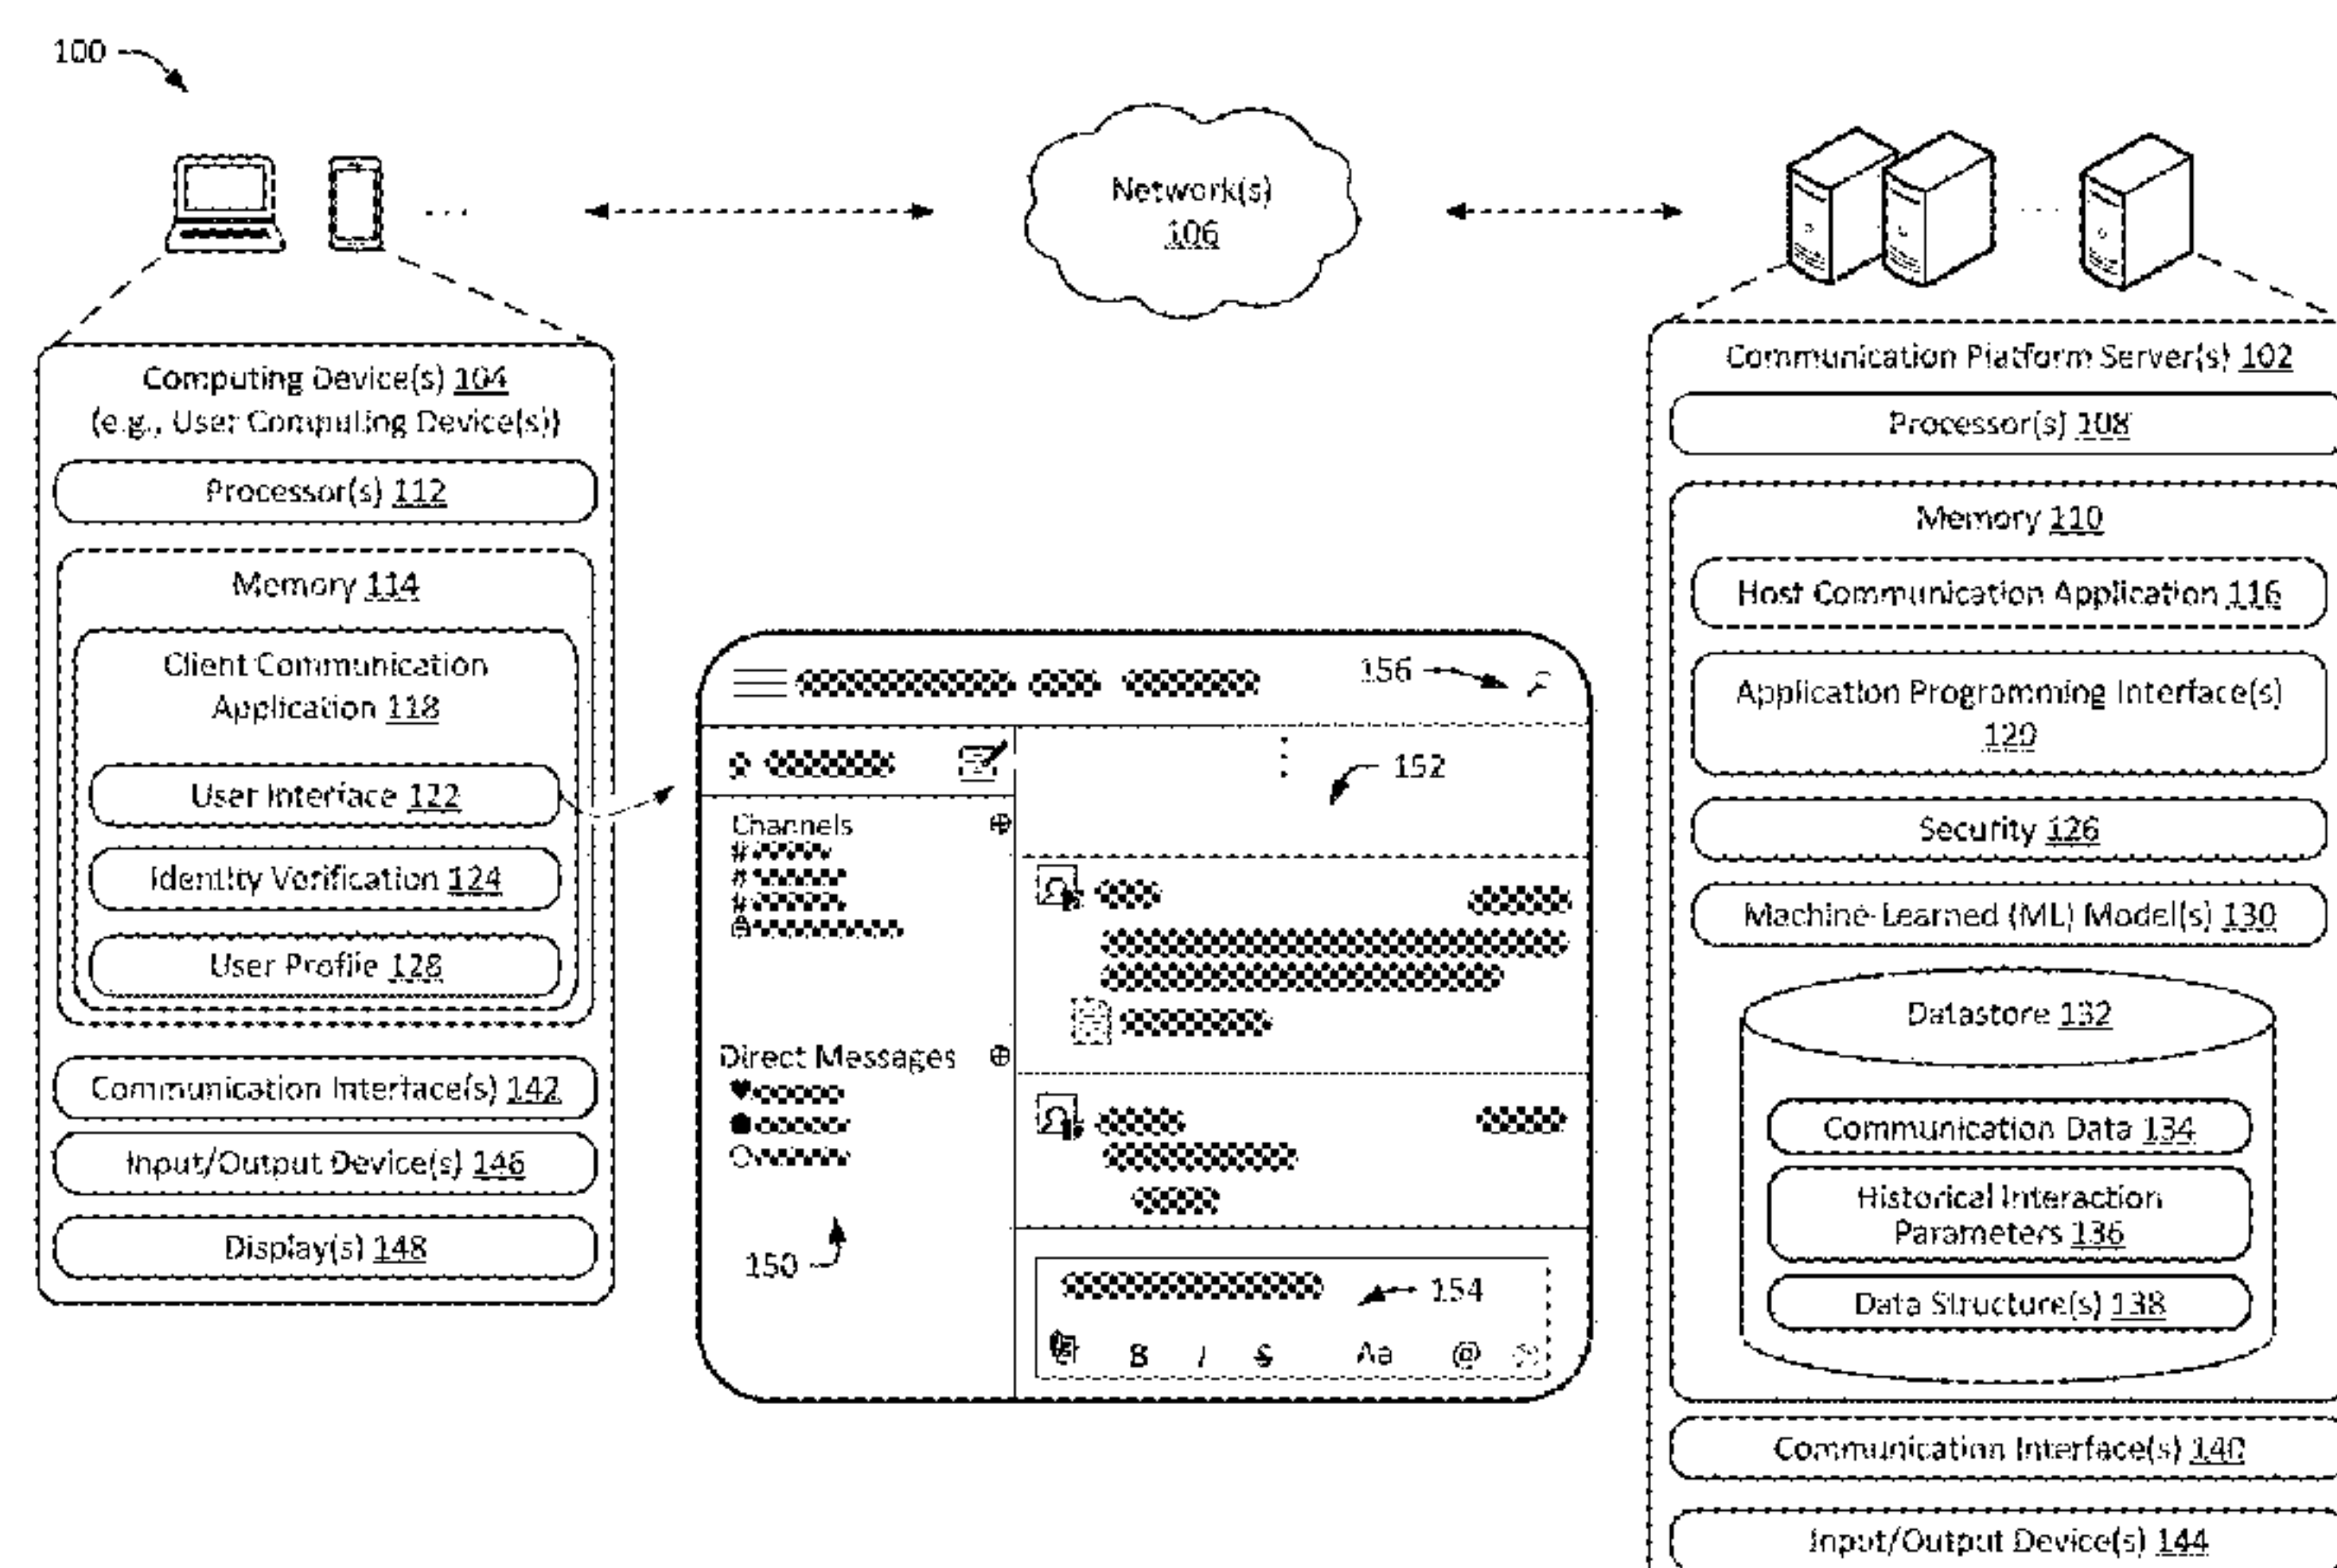 100
Network(s)
106
Computing Device(s) 104
(e.g., User Computing Device(s))
Processor(s) 112
Memory 114
Client Communication
Application 118
User Interface 122
Identity Verification 124
User Profile 128
Communication Interface(s) 142
Input/Output Device(s) 146
Display(s) 148
156
152
Channels
#
#
#
Direct Messages
150
154
B I S Aa @
Communication Platform Server(s) 102
Processor(s) 108
Memory 110
Host Communication Application 116
Application Programming Interface(s)
120
Security 126
Machine-Learned (ML) Model(s) 130
Datastore 132
Communication Data 134
Historical Interaction
Parameters 136
Data Structure(s) 138
Communication Interface(s) 140
Input/Output Device(s) 144